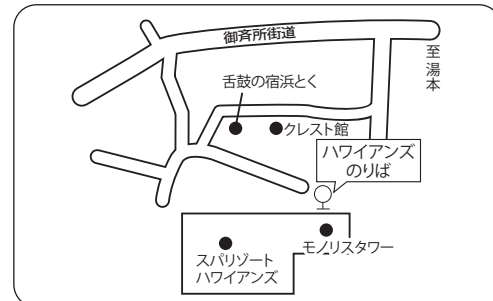 御斉所街道
至湯本
舌鼓の宿浜とく
クレスト館
ハワイアンズ
のりば
モノリスタワー
スパリゾート
ハワイアンズ